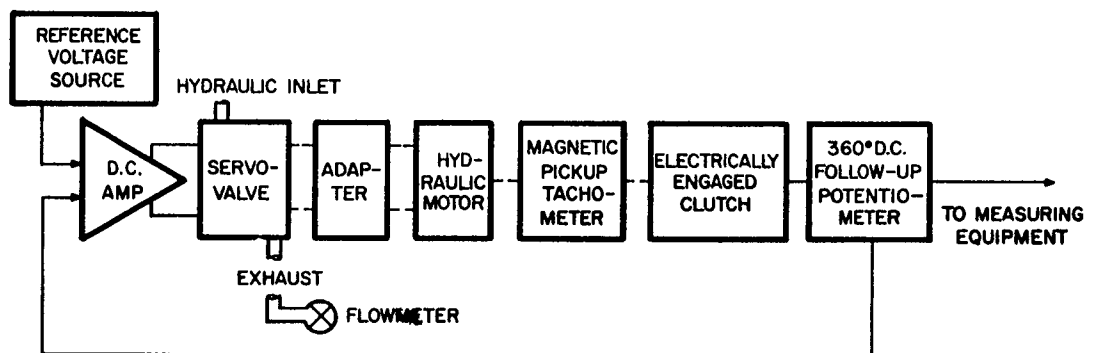 REFERENCE
VOLTAGE
SOURCE
HYDRAULIC INLET
D.C.
AMP
SERVO-
VALVE
ADAP-
TER
HYD-
RAULIC
MOTOR
MAGNETIC
PICKUP
TACHO-
METER
ELECTRICALLY
ENGAGED
CLUTCH
360° D.C.
FOLLOW-UP
POTENTIO-
METER
TO MEASURING
EQUIPMENT
EXHAUST
FLOWMETER